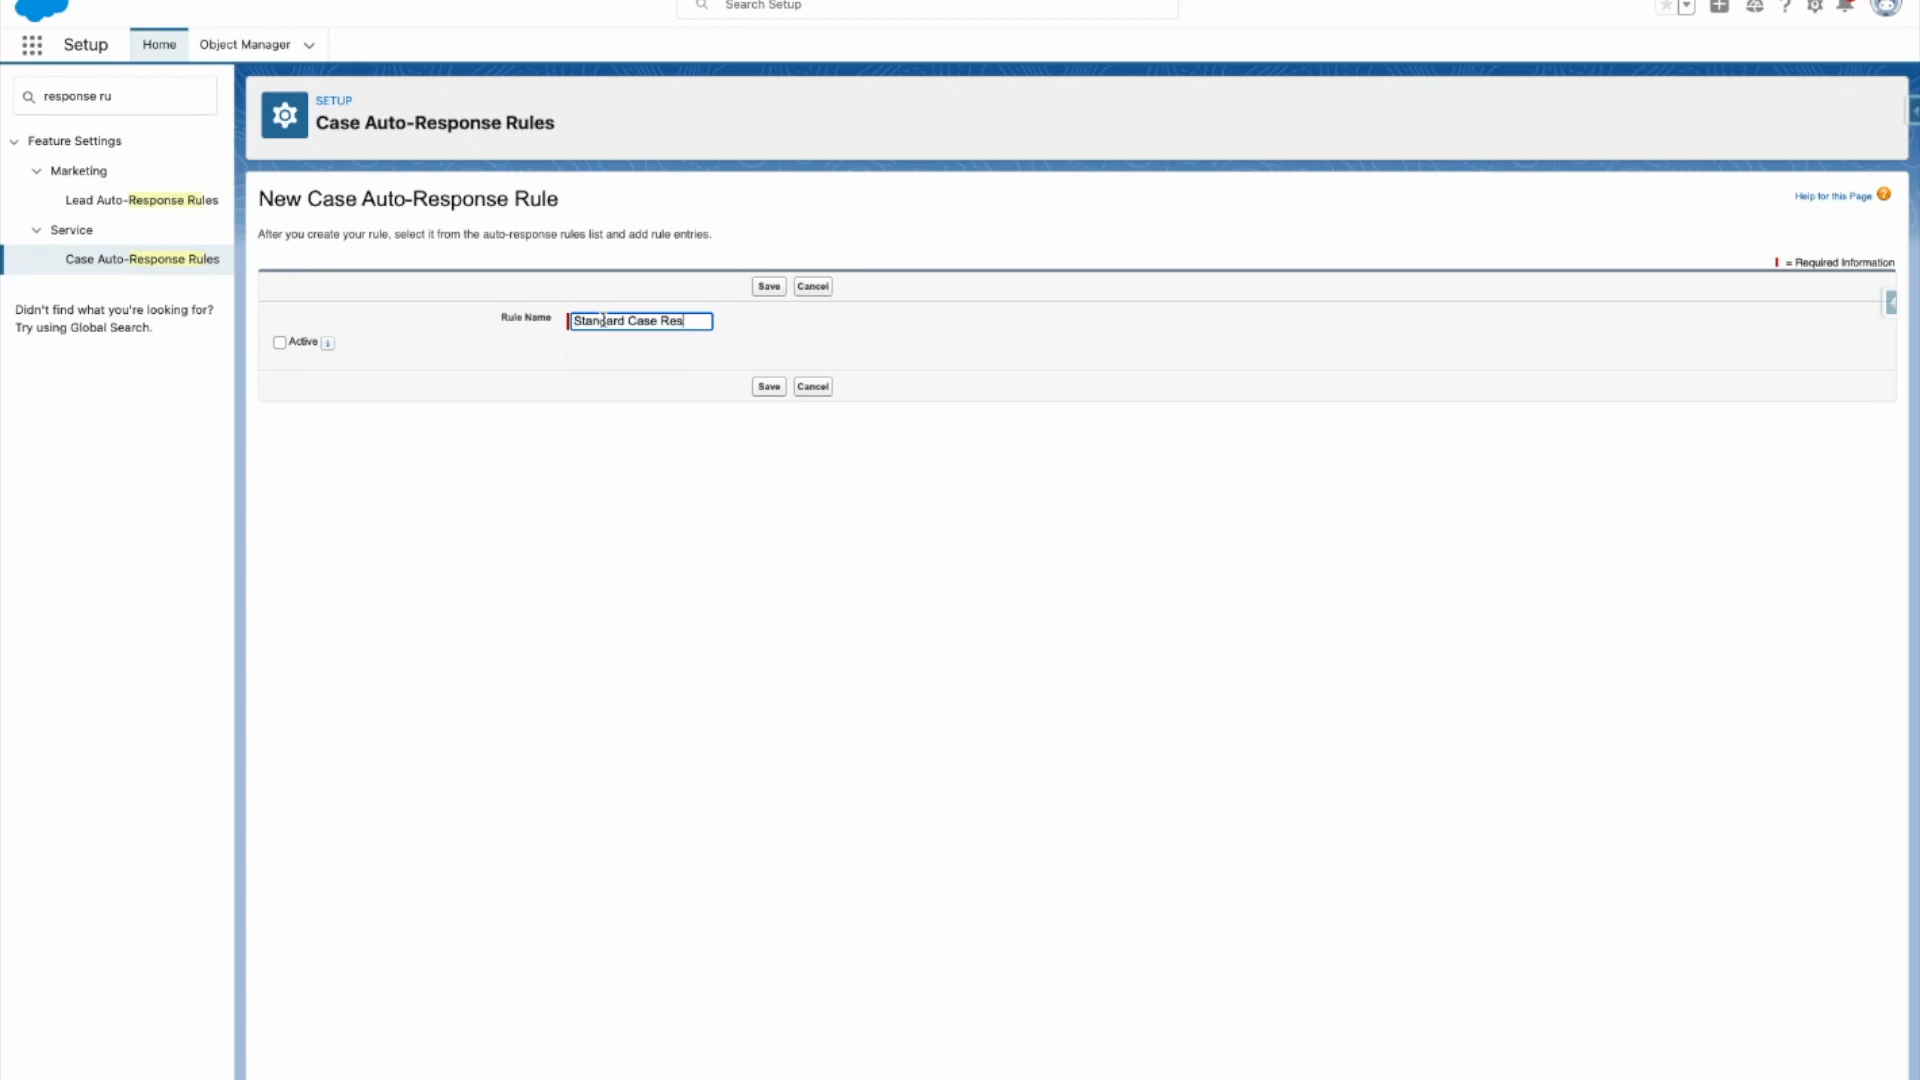 Search Setup
Setup
Home
Object Manager
response ru
Feature Settings
Marketing
Lead Auto-Response Rules
Service
Case Auto-Response Rules
Didn't find what you're looking for?
Try using Global Search.
SETUP
Case Auto-Response Rules
New Case Auto-Response Rule
Help for this Page
After you create your rule, select it from the auto-response rules list and add rule entries.
= Required Information
Save Cancel
Rule Name Standard Case Res
Active i
Save Cancel